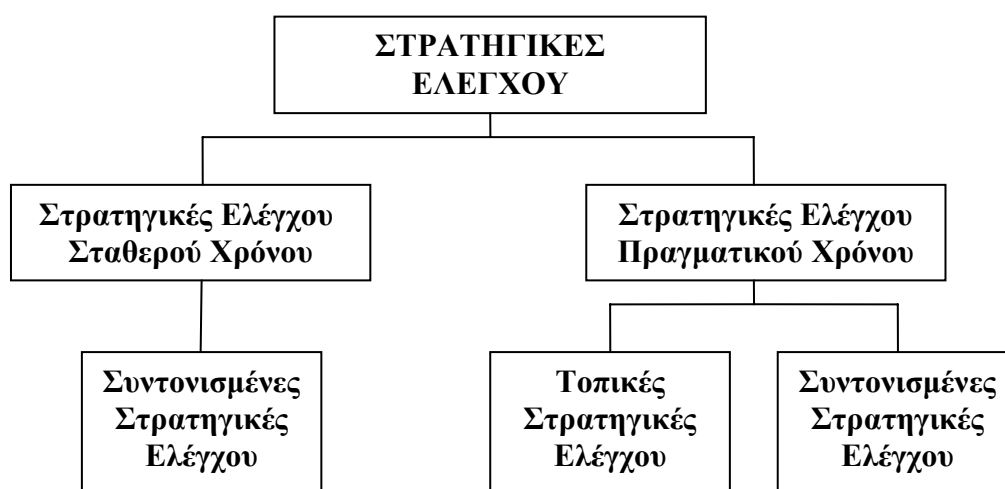 ΣΤΡΑΤΗΓΙΚΕΣ
ΕΛΕΓΧΟΥ
Στρατηγικές Ελέγχου
Σταθερού Χρόνου
Στρατηγικές Ελέγχου
Πραγματικού Χρόνου
Συντονισμένες
Στρατηγικές
Ελέγχου
Τοπικές
Στρατηγικές
Ελέγχου
Συντονισμένες
Στρατηγικές
Ελέγχου